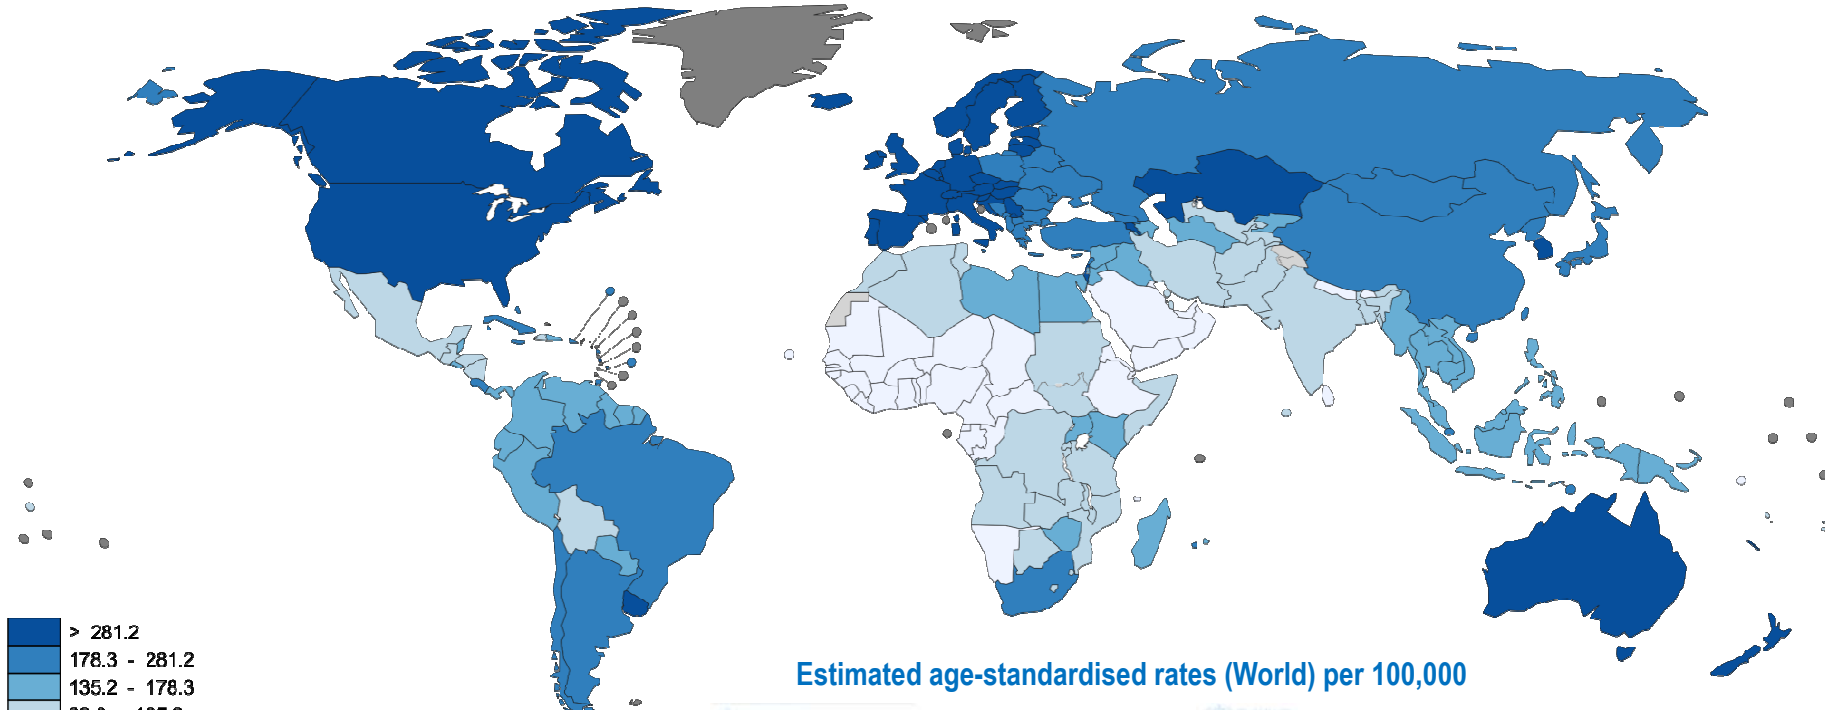 > 281.2
178.3 - 281.2
135.2 - 178.3
Estimated age-standardised rates (World) per 100,000